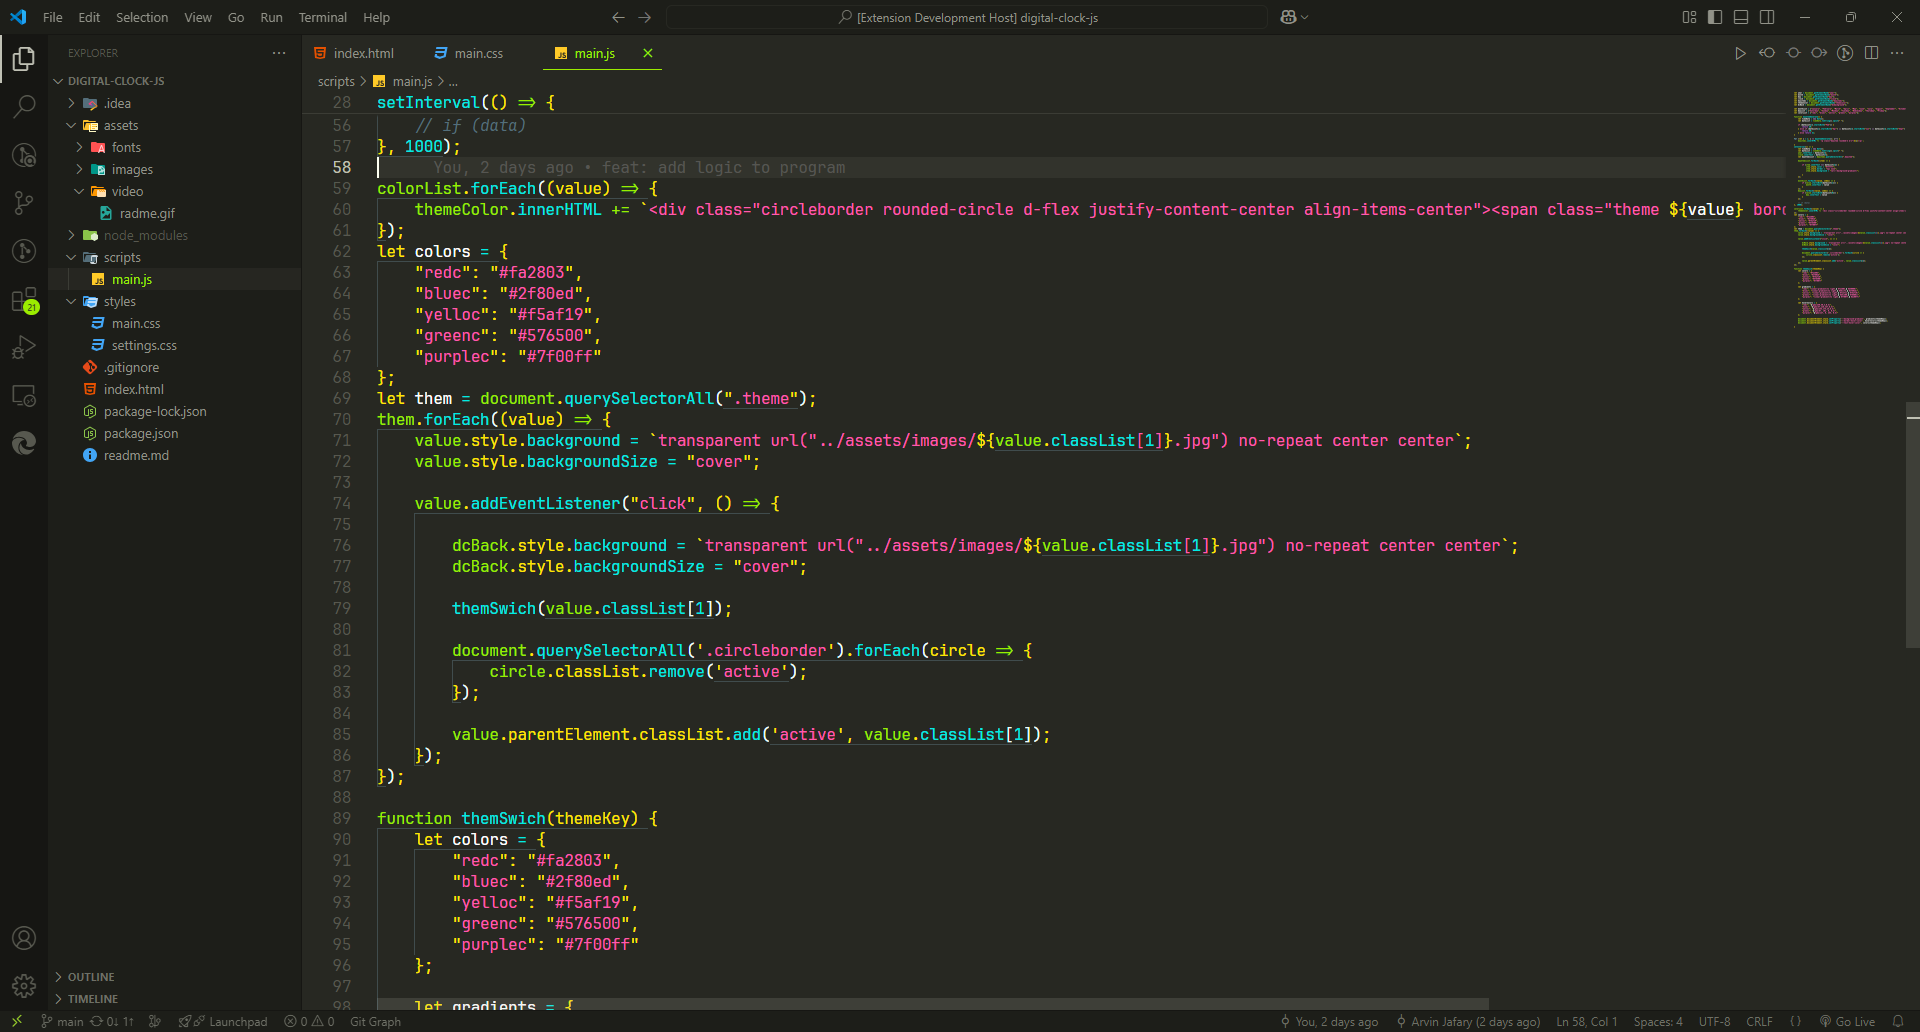 File Edit Selection View Go Run Terminal Help
[Extension Development Host] digital-clock-js
EXPLORER
DIGITAL-CLOCK-JS
.idea
assets
fonts
images
video
radme.gif
node_modules
scripts
main.js
styles
main.css
settings.css
.gitignore
index.html
package-lock.json
package.json
readme.md
21
OUTLINE
TIMELINE
index.html main.css main.js
scripts > main.js > ...
28 setInterval(() => {
56 // if (data)
57 }, 1000);
58 You, 2 days ago • feat: add logic to program
59 colorList.forEach((value) => {
60 themeColor.innerHTML += `<div class="circleborder rounded-circle d-flex justify-content-center align-items-center"><span class="theme ${value} bor
61 });
62 let colors = {
63 "redc": "#fa2803",
64 "bluec": "#2f80ed",
65 "yelloc": "#f5af19",
66 "greenc": "#576500",
67 "purplec": "#7f00ff"
68 };
69 let them = document.querySelectorAll(".theme");
70 them.forEach((value) => {
71 value.style.background = `transparent url("../assets/images/${value.classList[1]}.jpg") no-repeat center center`;
72 value.style.backgroundSize = "cover";
73
74 value.addEventListener("click", () => {
75
76 dcBack.style.background = `transparent url("../assets/images/${value.classList[1]}.jpg") no-repeat center center`;
77 dcBack.style.backgroundSize = "cover";
78
79 themSwich(value.classList[1]);
80
81 document.querySelectorAll('.circleborder').forEach(circle => {
82 circle.classList.remove('active');
83 });
84
85 value.parentElement.classList.add('active', value.classList[1]);
86 });
87 });
88
89 function themSwich(themeKey) {
90 let colors = {
91 "redc": "#fa2803",
92 "bluec": "#2f80ed",
93 "yelloc": "#f5af19",
94 "greenc": "#576500",
95 "purplec": "#7f00ff"
96 };
97
98 let gradients = {
main 0↓ 1↑ Launchpad 0 0 Git Graph You, 2 days ago Arvin Jafary (2 days ago) Ln 58, Col 1 Spaces: 4 UTF-8 CRLF { } Go Live